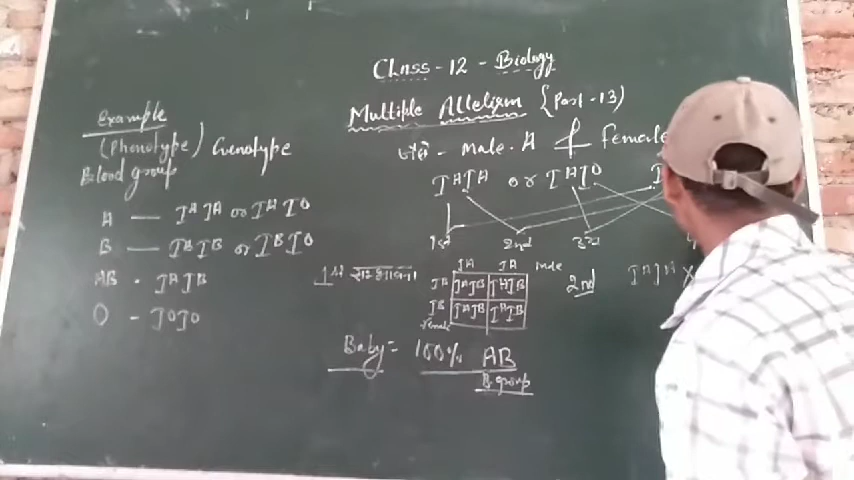 Class - 12 - Biology
Multiple Allelism {Part - 13)
Example
(Phenotype) Genotype
Blood group
A — IAIA or IAIO
B — IBIB or IBIO
AB - IAIB
O - IOIO
male. A female
IAIA or IAIO
1st 2nd 3rd
1st सम्भावना
IA IA male
IB IAIB IAIB
IB IAIB IAIB
female
2nd IAIA X
Baby = 100% AB
B group